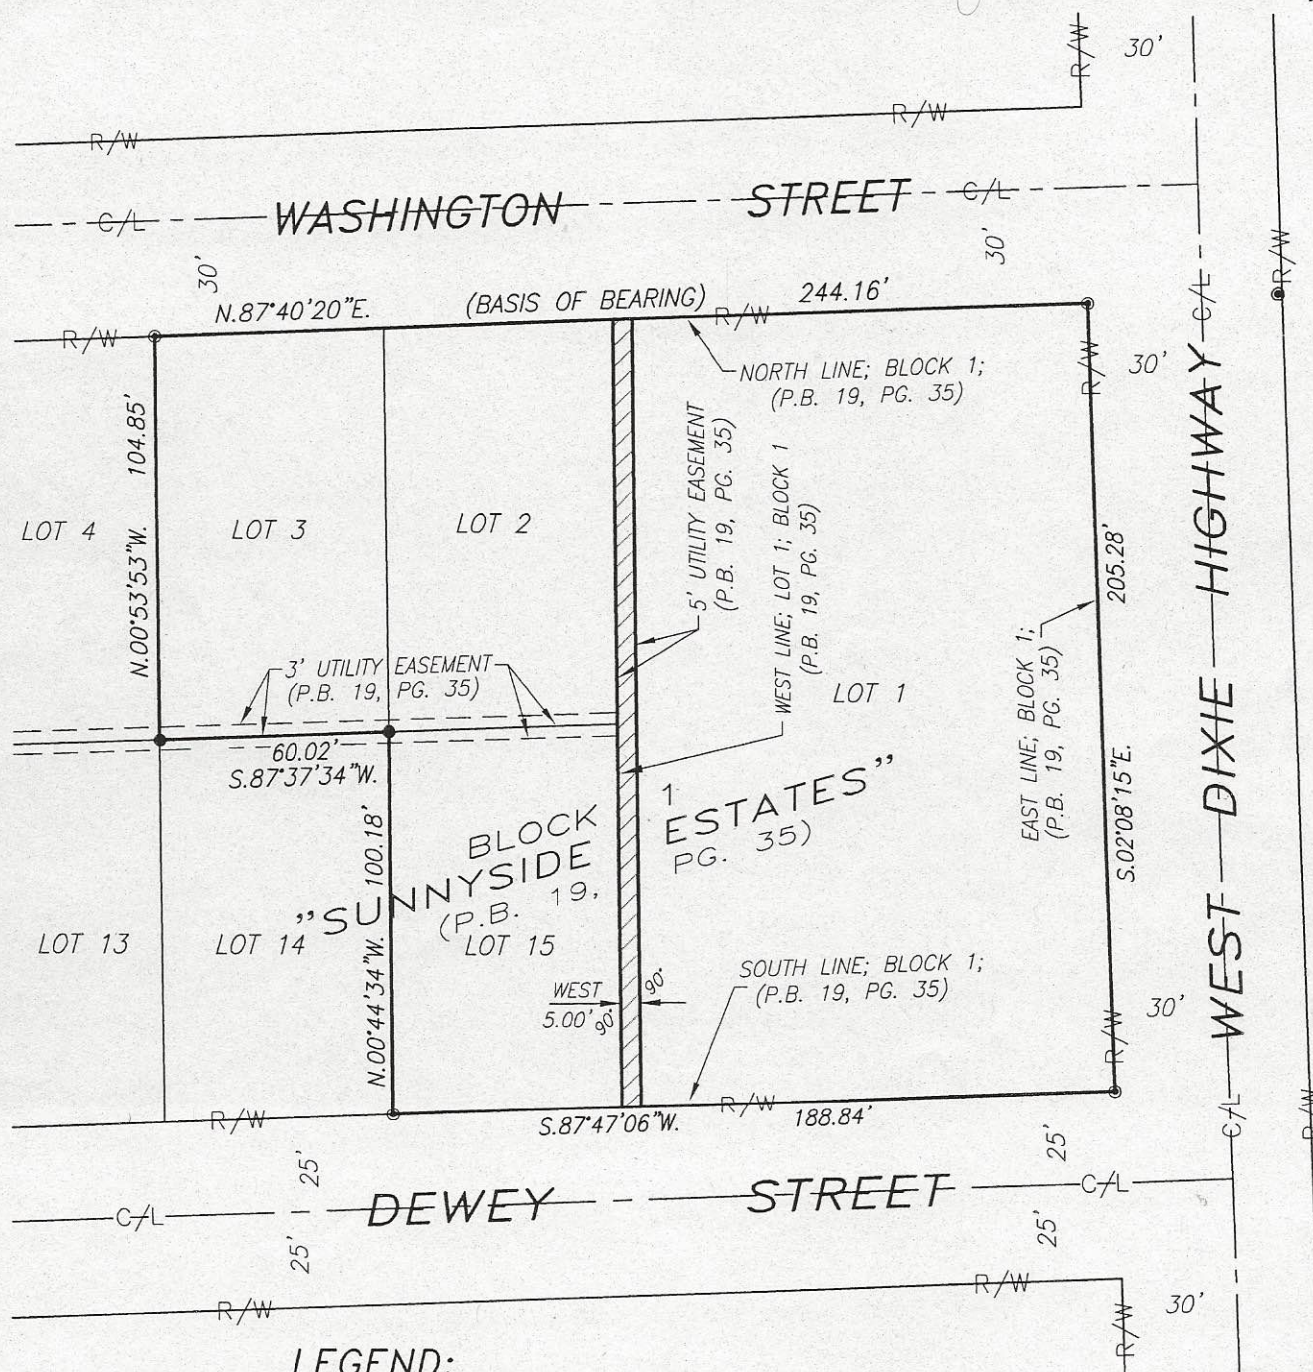 R/W
30'
R/W
R/W
C/L
WASHINGTON STREET
C/L
30'
30'
R/W
N.87°40'20"E.
(BASIS OF BEARING)
R/W
244.16'
C/L
R/W
R/W
30'
NORTH LINE; BLOCK 1;
(P.B. 19, PG. 35)
N.00°53'53"W. 104.85'
5' UTILITY EASEMENT
(P.B. 19, PG. 35)
WEST LINE; LOT 1; BLOCK 1
(P.B. 19, PG. 35)
LOT 4
LOT 3
LOT 2
205.28'
3' UTILITY EASEMENT
(P.B. 19, PG. 35)
LOT 1
EAST LINE; BLOCK 1;
(P.B. 19, PG. 35)
S.02°08'15"E.
WEST DIXIE HIGHWAY
60.02'
S.87°37'34"W.
BLOCK 1
"SUNNYSIDE ESTATES"
(P.B. 19, PG. 35)
N.00°44'34"W. 100.18'
LOT 13
LOT 14
LOT 15
WEST
5.00'
90°
90°
SOUTH LINE; BLOCK 1;
(P.B. 19, PG. 35)
30'
R/W
R/W
S.87°47'06"W.
R/W
188.84'
C/L
R/W
25'
25'
C/L
DEWEY STREET
C/L
25'
25'
R/W
R/W
30'
R/W
LEGEND: